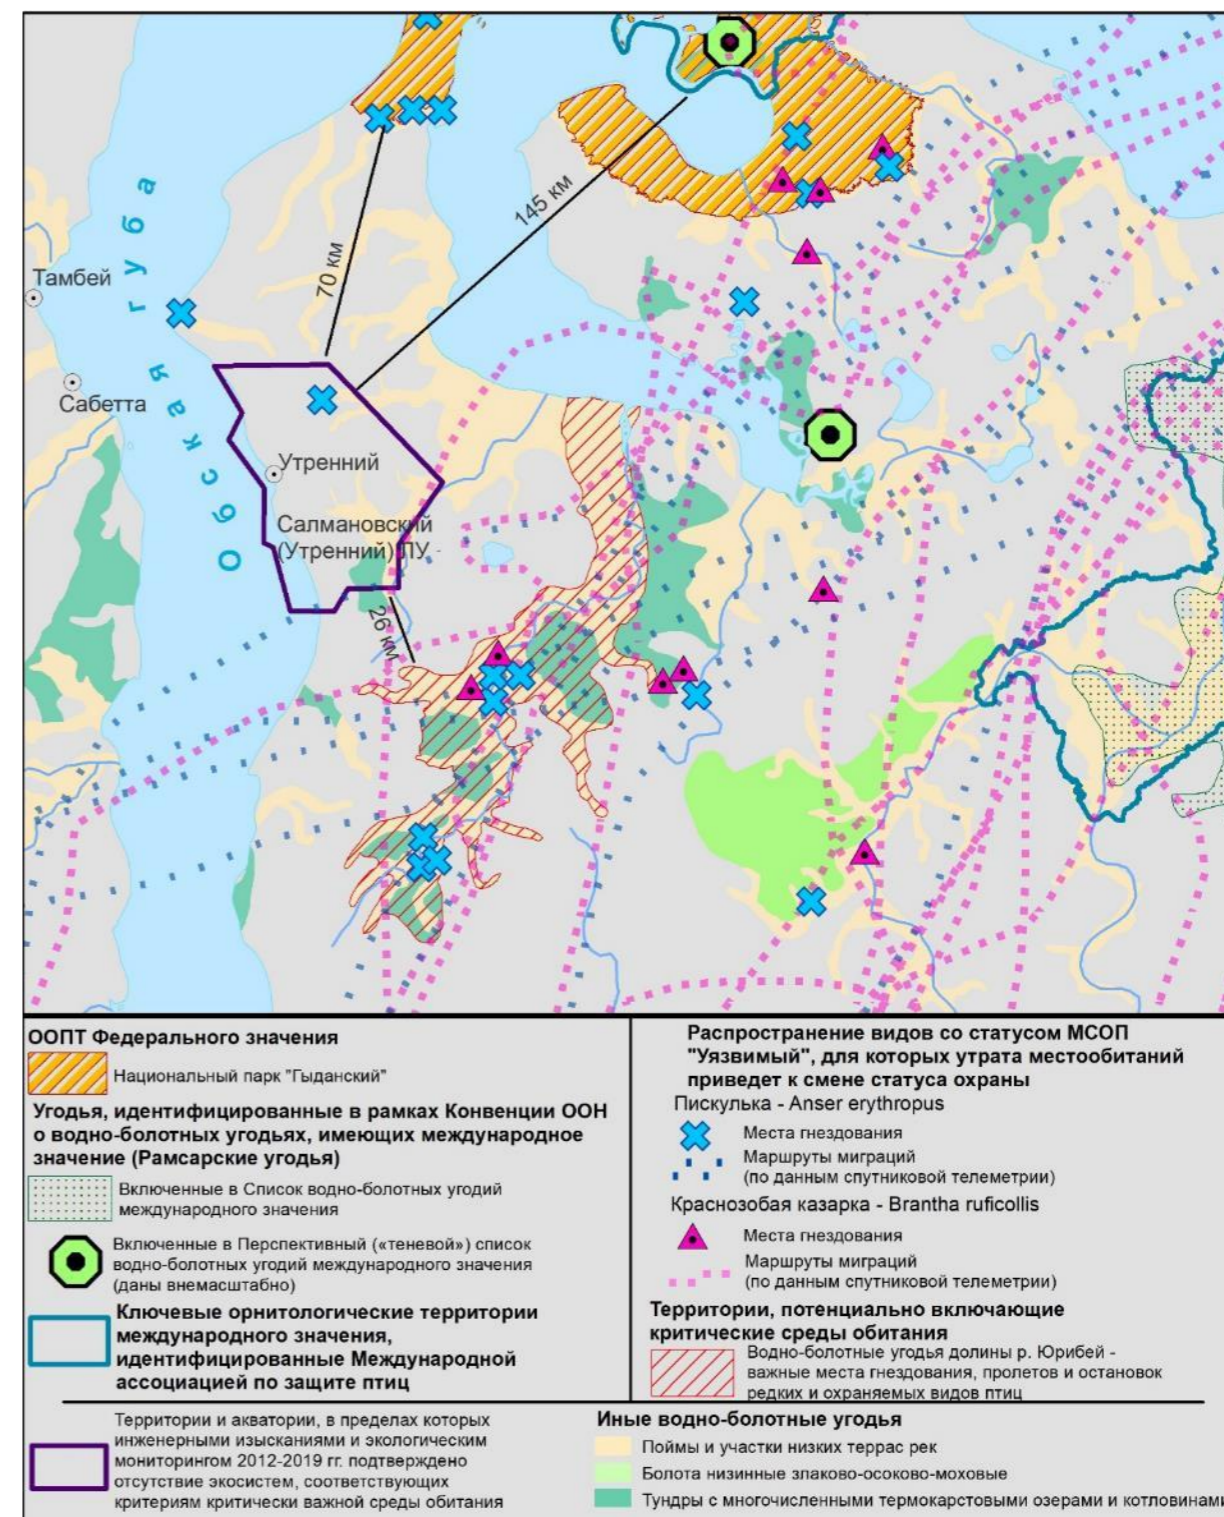 145 км
70 км
Тамбей
Обская губа
Сабетта
Утренний
Салмановский
(Утренний) ЛУ
26 км
ООПТ Федерального значения
Национальный парк "Гыданский"
Угодья, идентифицированные в рамках Конвенции ООН
о водно-болотных угодьях, имеющих международное
значение (Рамсарские угодья)
Включенные в Список водно-болотных угодий
международного значения
Включенные в Перспективный («теневой») список
водно-болотных угодий международного значения
(даны внемасштабно)
Ключевые орнитологические территории
международного значения,
идентифицированные Международной
ассоциацией по защите птиц
Территории и акватории, в пределах которых
инженерными изысканиями и экологическим
мониторингом 2012-2019 гг. подтверждено
отсутствие экосистем, соответствующих
критериям критически важной среды обитания
Распространение видов со статусом МСОП
"Уязвимый", для которых утрата местообитаний
приведет к смене статуса охраны
Пискулька - Anser erythropus
Места гнездования
Маршруты миграций
(по данным спутниковой телеметрии)
Краснозобая казарка - Brantha ruficollis
Места гнездования
Маршруты миграций
(по данным спутниковой телеметрии)
Территории, потенциально включающие
критические среды обитания
Водно-болотные угодья долины р. Юрибей -
важные места гнездования, пролетов и остановок
редких и охраняемых видов птиц
Иные водно-болотные угодья
Поймы и участки низких террас рек
Болота низинные злаково-осоково-моховые
Тундры с многочисленными термокарстовыми озерами и котловинами